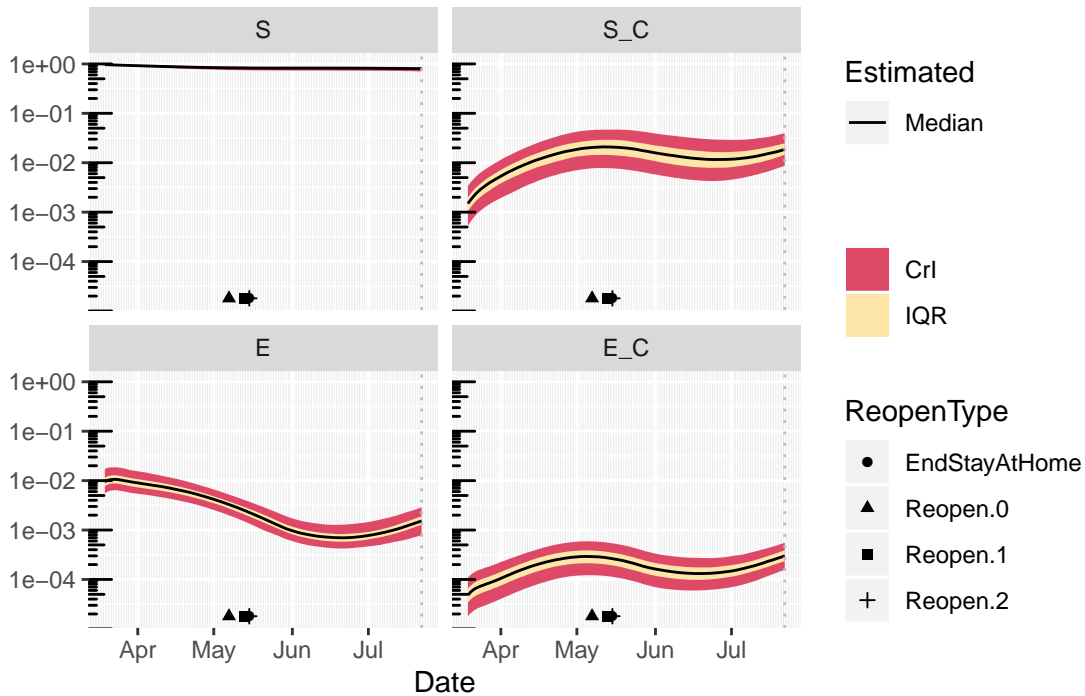 S
S_C
1e+00
1e−01
1e−02
1e−03
1e−04
E
E_C
1e+00
1e−01
1e−02
1e−03
1e−04
Apr May Jun Jul
Apr May Jun Jul
Date
Estimated
Median
CrI
IQR
ReopenType
EndStayAtHome
Reopen.0
Reopen.1
Reopen.2